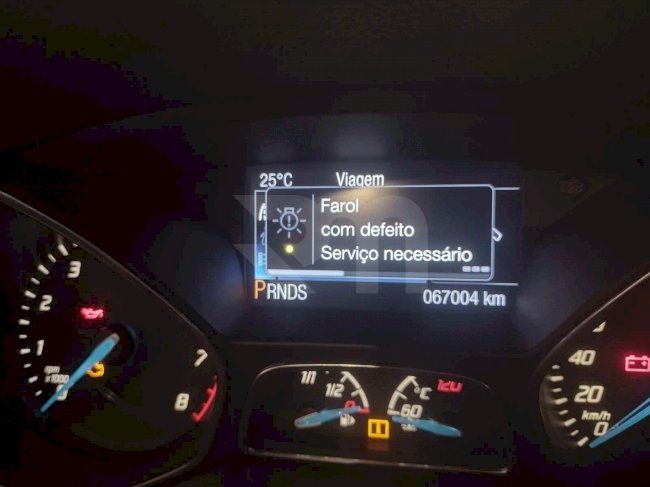 25°C Viagem
Farol
com defeito
Serviço necessário
PRNDS 067004 km
3
2
1
rpm
x1000
7
8
1/1
1/2
0
°C
120
60
40
20
0
km/h